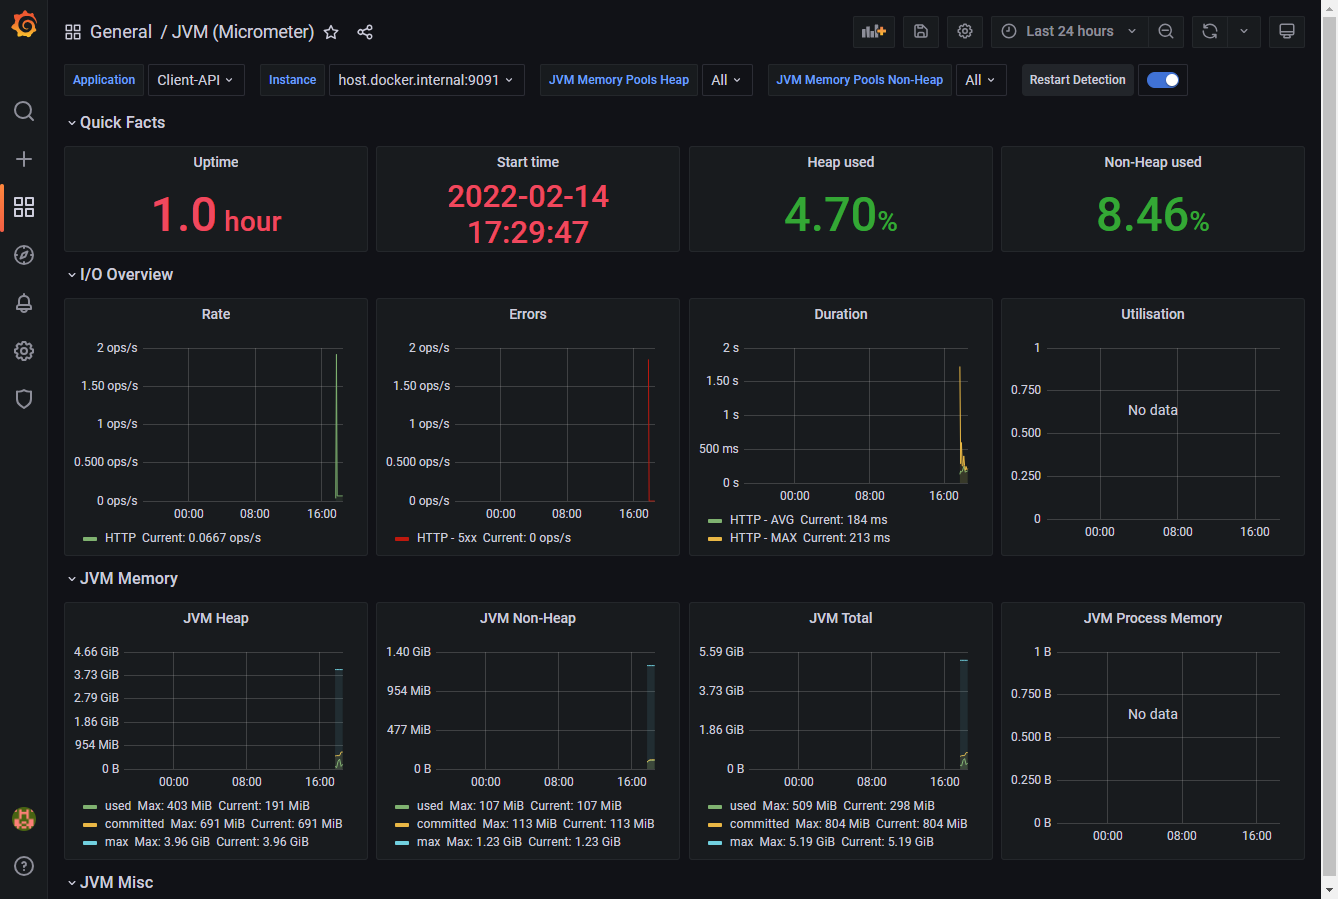 General / JVM (Micrometer)
Last 24 hours
Application Client-API Instance host.docker.internal:9091 JVM Memory Pools Heap All JVM Memory Pools Non-Heap All Restart Detection
Quick Facts
Uptime
1.0 hour
Start time
2022-02-14
17:29:47
Heap used
4.70%
Non-Heap used
8.46%
I/O Overview
Rate
2 ops/s
1.50 ops/s
1 ops/s
0.500 ops/s
0 ops/s
00:00 08:00 16:00
HTTP Current: 0.0667 ops/s
Errors
2 ops/s
1.50 ops/s
1 ops/s
0.500 ops/s
0 ops/s
00:00 08:00 16:00
HTTP - 5xx Current: 0 ops/s
Duration
2 s
1.50 s
1 s
500 ms
0 s
00:00 08:00 16:00
HTTP - AVG Current: 184 ms
HTTP - MAX Current: 213 ms
Utilisation
1
0.750
No data
0.500
0.250
0
00:00 08:00 16:00
JVM Memory
JVM Heap
4.66 GiB
3.73 GiB
2.79 GiB
1.86 GiB
954 MiB
0 B
00:00 08:00 16:00
used Max: 403 MiB Current: 191 MiB
committed Max: 691 MiB Current: 691 MiB
max Max: 3.96 GiB Current: 3.96 GiB
JVM Non-Heap
1.40 GiB
954 MiB
477 MiB
0 B
00:00 08:00 16:00
used Max: 107 MiB Current: 107 MiB
committed Max: 113 MiB Current: 113 MiB
max Max: 1.23 GiB Current: 1.23 GiB
JVM Total
5.59 GiB
3.73 GiB
1.86 GiB
0 B
00:00 08:00 16:00
used Max: 509 MiB Current: 298 MiB
committed Max: 804 MiB Current: 804 MiB
max Max: 5.19 GiB Current: 5.19 GiB
JVM Process Memory
1 B
0.750 B
No data
0.500 B
0.250 B
0 B
00:00 08:00 16:00
JVM Misc